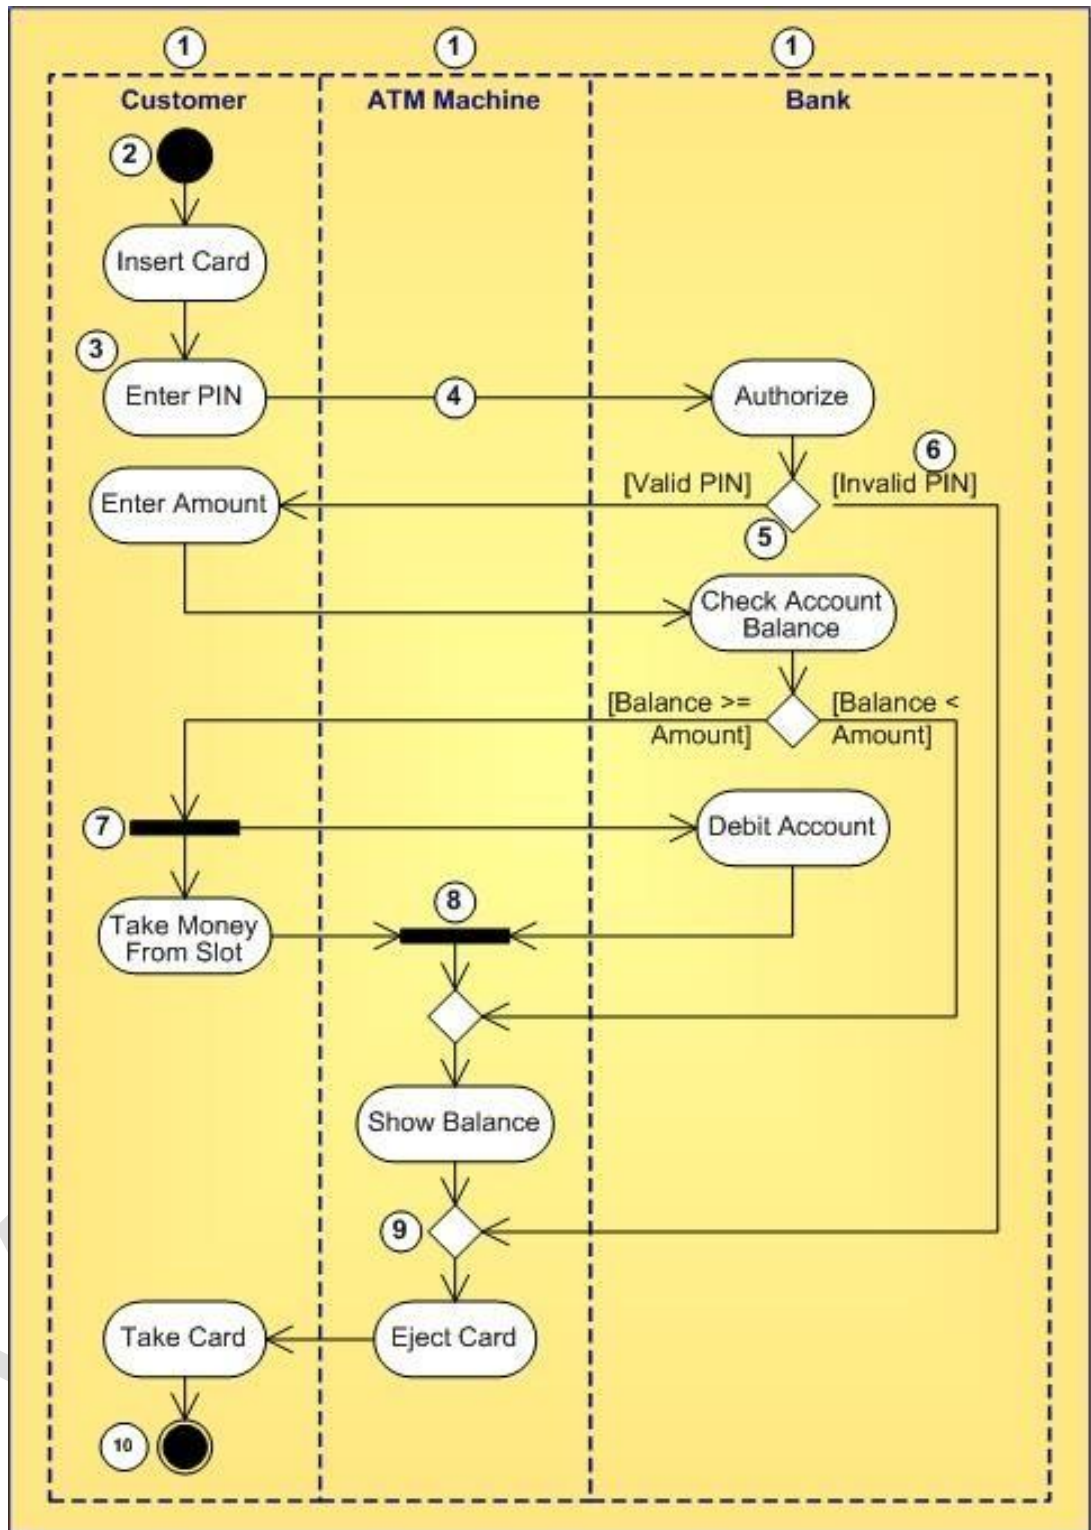 1
1
1
Customer
ATM Machine
Bank
2
Insert Card
3
Enter PIN
4
Authorize
6
Enter Amount
[Valid PIN]
[Invalid PIN]
5
Check Account
Balance
[Balance >=
Amount]
[Balance <
Amount]
7
Debit Account
8
Take Money
From Slot
Show Balance
9
Take Card
Eject Card
10